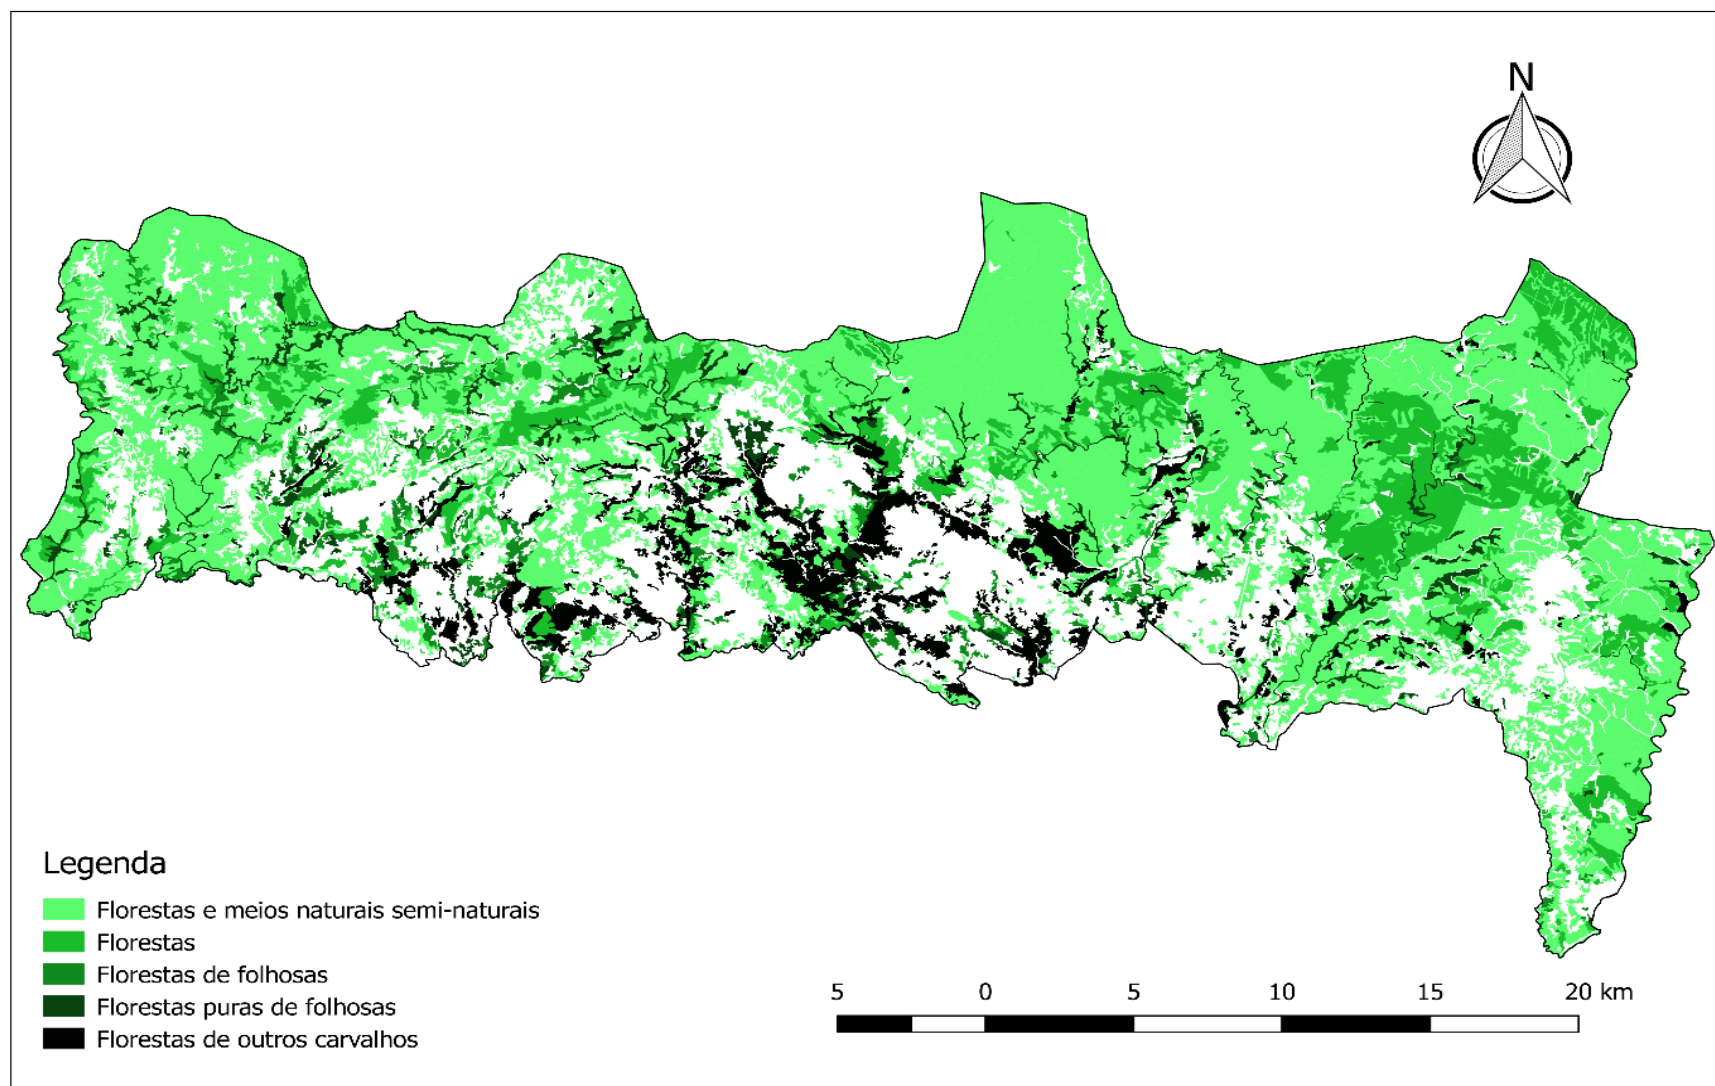 N
Legenda
Florestas e meios naturais semi-naturais
Florestas
Florestas de folhosas
Florestas puras de folhosas
Florestas de outros carvalhos
5 0 5 10 15 20 km